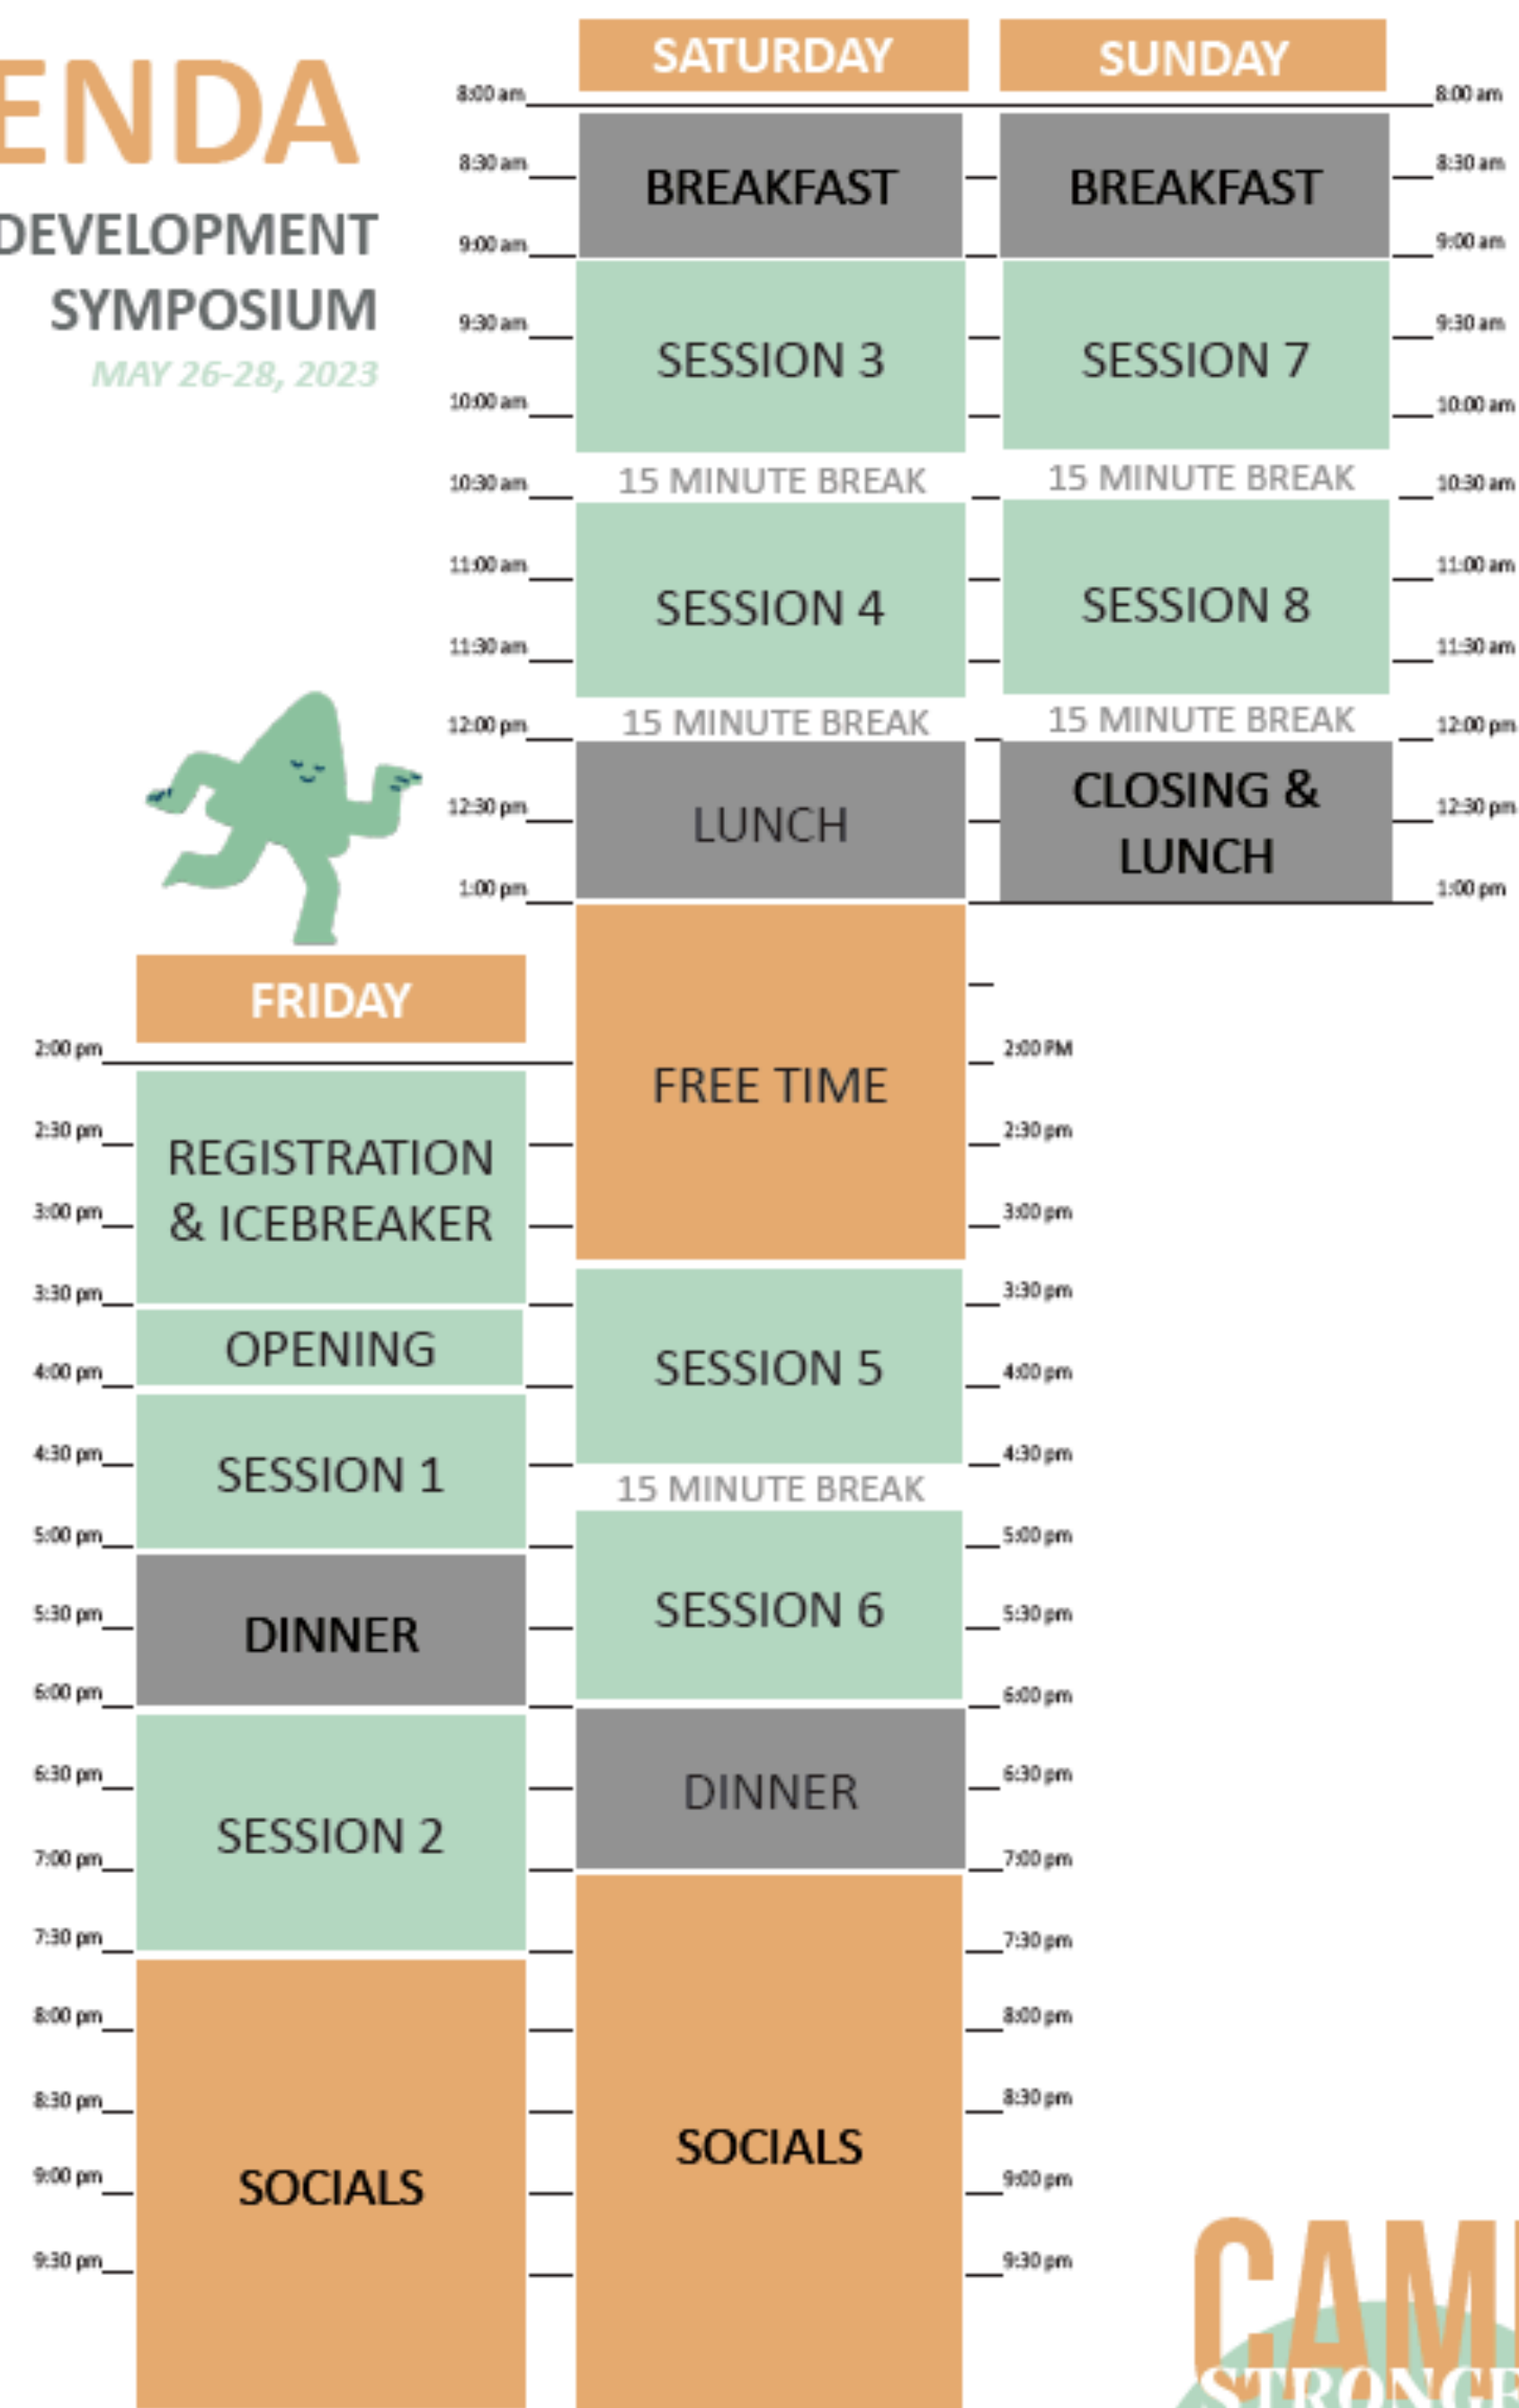 ENDA
DEVELOPMENT
SYMPOSIUM
MAY 26-28, 2023
SATURDAY
SUNDAY
8:00 am
8:00 am
BREAKFAST
BREAKFAST
8:30 am
8:30 am
9:00 am
9:00 am
SESSION 3
SESSION 7
9:30 am
9:30 am
10:00 am
10:00 am
15 MINUTE BREAK
15 MINUTE BREAK
10:30 am
10:30 am
SESSION 4
SESSION 8
11:00 am
11:00 am
11:30 am
11:30 am
15 MINUTE BREAK
15 MINUTE BREAK
12:00 pm
12:00 pm
LUNCH
CLOSING &
LUNCH
12:30 pm
12:30 pm
1:00 pm
1:00 pm
FRIDAY
FREE TIME
2:00 pm
2:00 PM
REGISTRATION
& ICEBREAKER
2:30 pm
2:30 pm
3:00 pm
3:00 pm
3:30 pm
3:30 pm
OPENING
SESSION 5
4:00 pm
4:00 pm
SESSION 1
4:30 pm
4:30 pm
15 MINUTE BREAK
5:00 pm
5:00 pm
DINNER
SESSION 6
5:30 pm
5:30 pm
6:00 pm
6:00 pm
SESSION 2
DINNER
6:30 pm
6:30 pm
7:00 pm
7:00 pm
7:30 pm
7:30 pm
SOCIALS
SOCIALS
8:00 pm
8:00 pm
8:30 pm
8:30 pm
9:00 pm
9:00 pm
9:30 pm
9:30 pm
CAM
STRONGE